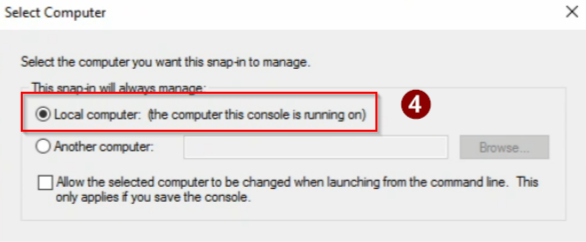 Select Computer
Select the computer you want this snap-in to manage.
This snap-in will always manage:
Local computer: (the computer this console is running on)
4
Another computer:
Browse...
Allow the selected computer to be changed when launching from the command line. This
only applies if you save the console.